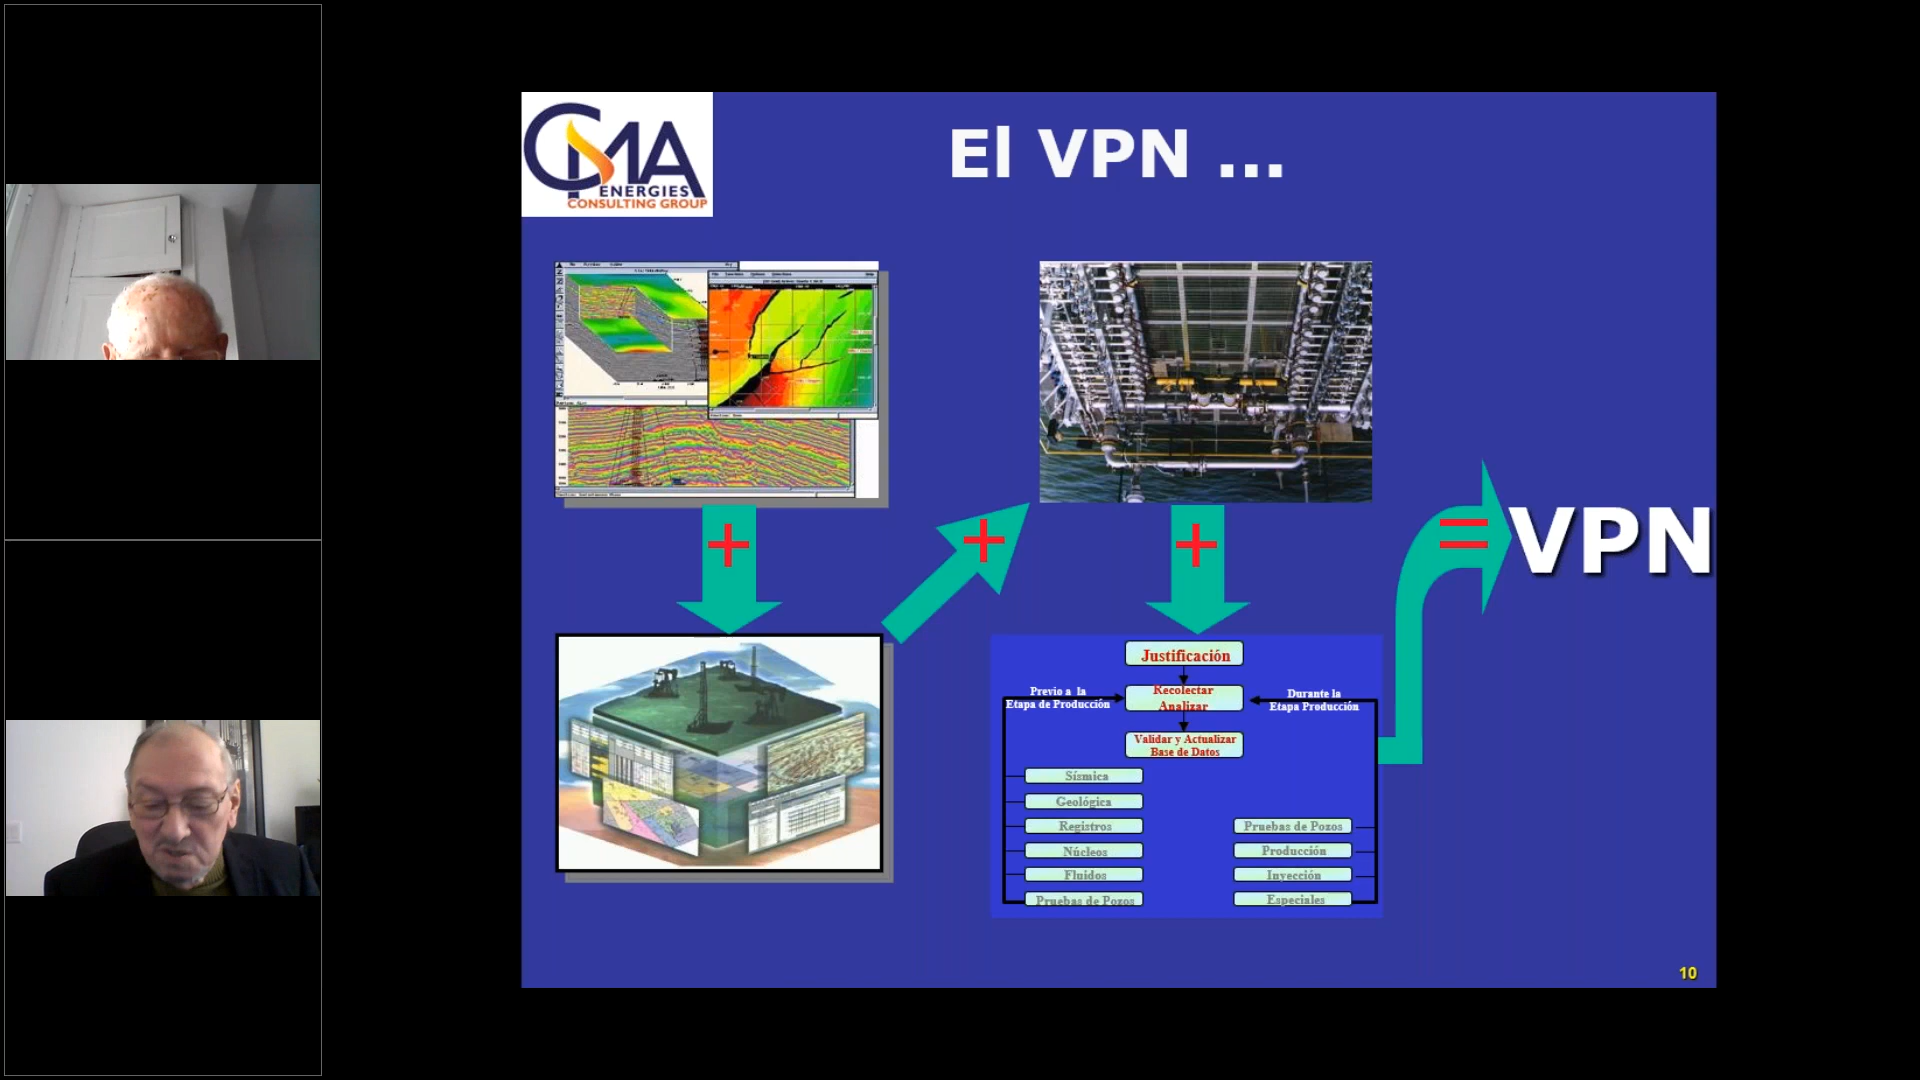 CMA
ENERGIES
CONSULTING GROUP
El VPN ...
+
+
+
=
VPN
Justificación
Previo a la
Etapa de Producción
Recolectar
Analizar
Durante la
Etapa Producción
Validar y Actualizar
Base de Datos
Sísmica
Geológica
Registros
Núcleos
Fluidos
Pruebas de Pozos
Pruebas de Pozos
Producción
Inyección
Especiales
10